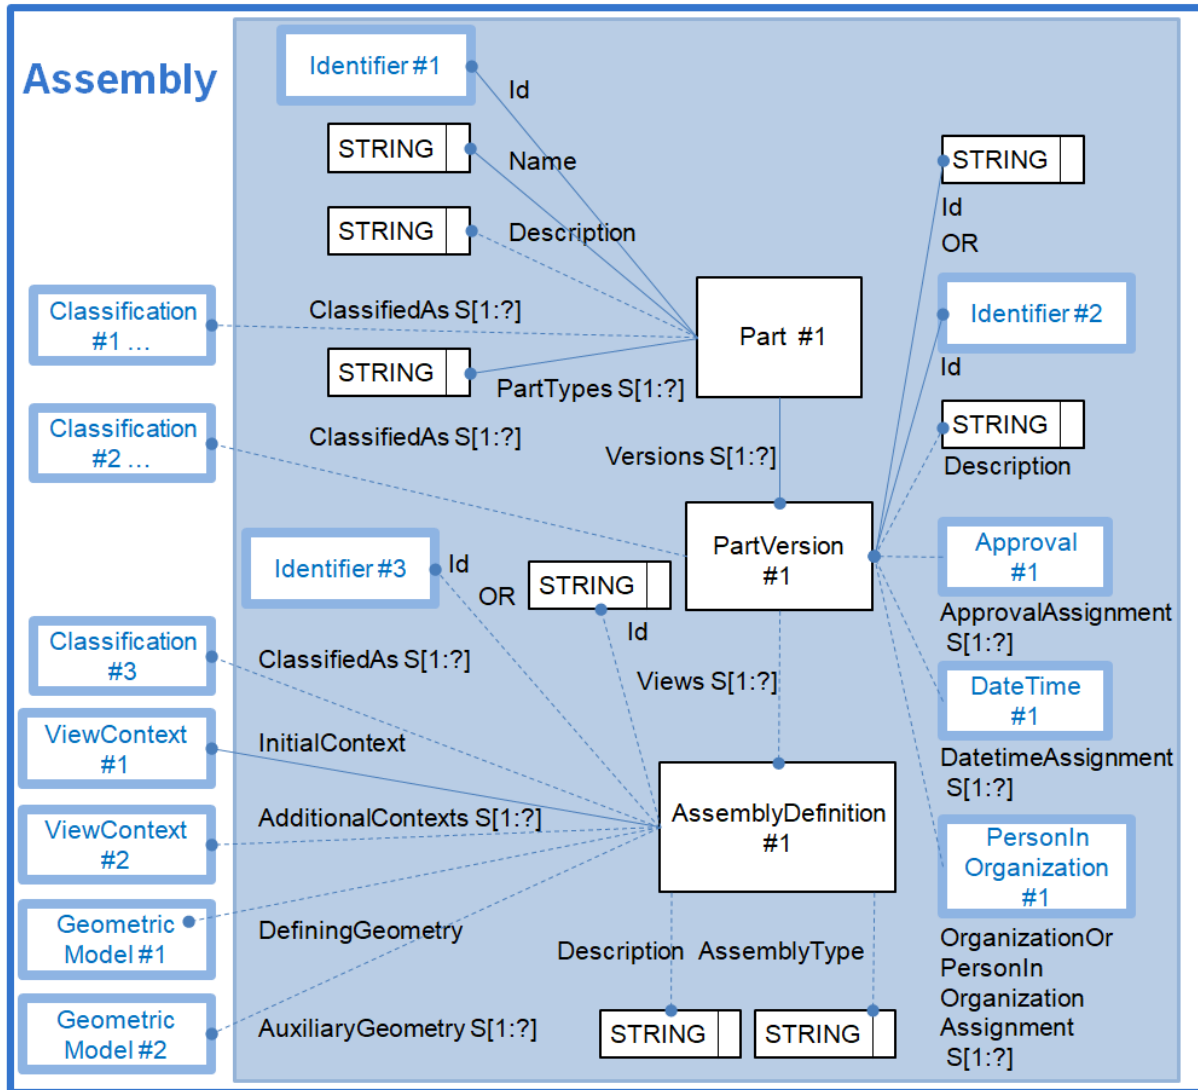 Assembly
Identifier #1
Id
STRING
Name
STRING
Description
Classification
#1 ...
ClassifiedAs S[1:?]
STRING
PartTypes S[1:?]
Classification
#2 ...
ClassifiedAs S[1:?]
Part #1
Versions S[1:?]
STRING
Id
OR
Identifier #2
Id
STRING
Description
PartVersion
#1
Identifier #3
Id
OR
STRING
Id
Views S[1:?]
Approval
#1
ApprovalAssignment
S[1:?]
DateTime
#1
DatetimeAssignment
S[1:?]
PersonIn
Organization
#1
OrganizationOr
PersonIn
Organization
Assignment
S[1:?]
Classification
#3
ClassifiedAs S[1:?]
ViewContext
#1
InitialContext
ViewContext
#2
AdditionalContexts S[1:?]
Geometric
Model #1
DefiningGeometry
Geometric
Model #2
AuxiliaryGeometry S[1:?]
AssemblyDefinition
#1
Description
AssemblyType
STRING
STRING